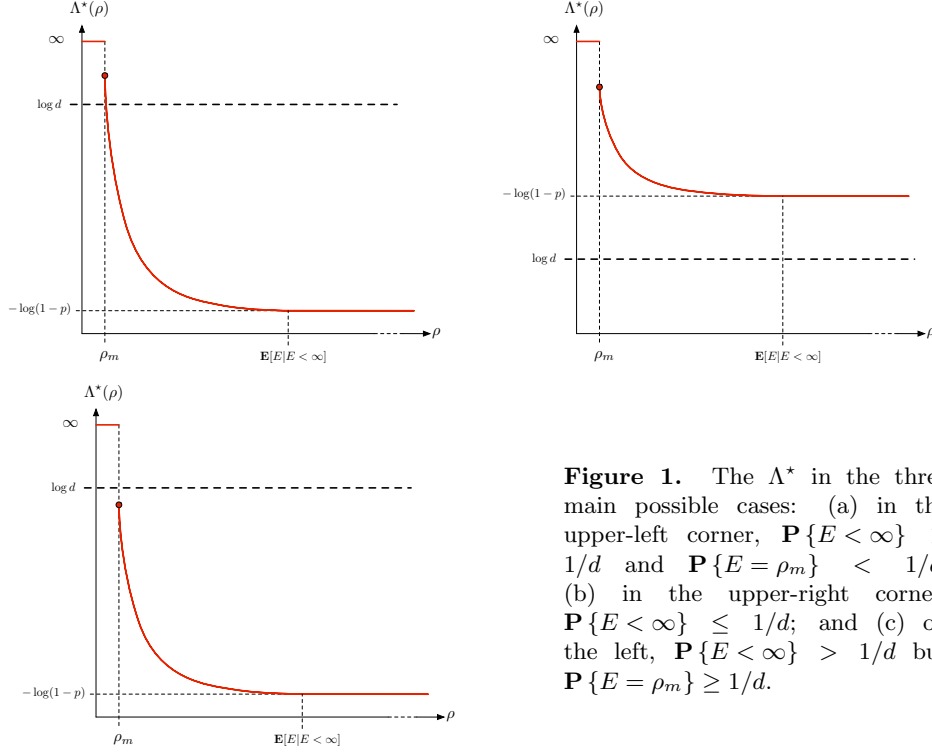 Λ⋆(ρ)
∞
log d
− log(1 − p)
ρ
ρm
E[E|E < ∞]
Λ⋆(ρ)
∞
− log(1 − p)
log d
ρ
ρm
E[E|E < ∞]
Λ⋆(ρ)
∞
log d
− log(1 − p)
ρ
ρm
E[E|E < ∞]
Figure 1. The Λ⋆ in the thre
main possible cases: (a) in th
upper-left corner, P {E < ∞}
1/d and P {E = ρm} < 1/d
(b) in the upper-right corne
P {E < ∞} ≤ 1/d; and (c) o
the left, P {E < ∞} > 1/d bu
P {E = ρm} ≥ 1/d.